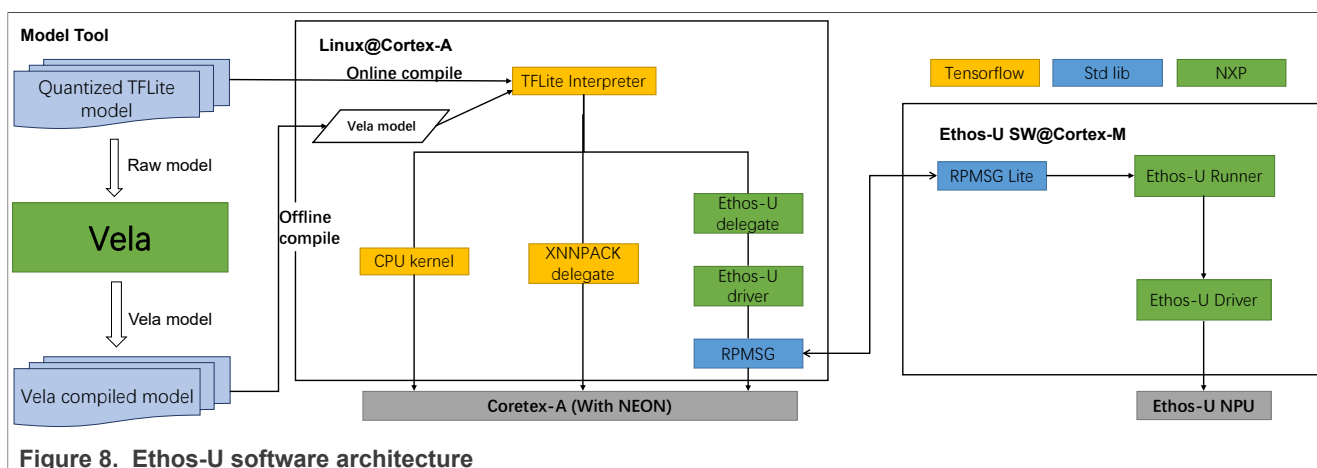 Model Tool
Quantized TFLite
model
Raw model
Vela
Vela model
Vela compiled model
Offline
compile
Linux@Cortex-A
Online compile
TFLite Interpreter
Vela model
CPU kernel
XNNPACK
delegate
Ethos-U
delegate
Ethos-U
driver
RPMSG
Coretex-A (With NEON)
Tensorflow
Std lib
NXP
Ethos-U SW@Cortex-M
RPMSG Lite
Ethos-U Runner
Ethos-U Driver
Ethos-U NPU
Figure 8. Ethos-U software architecture